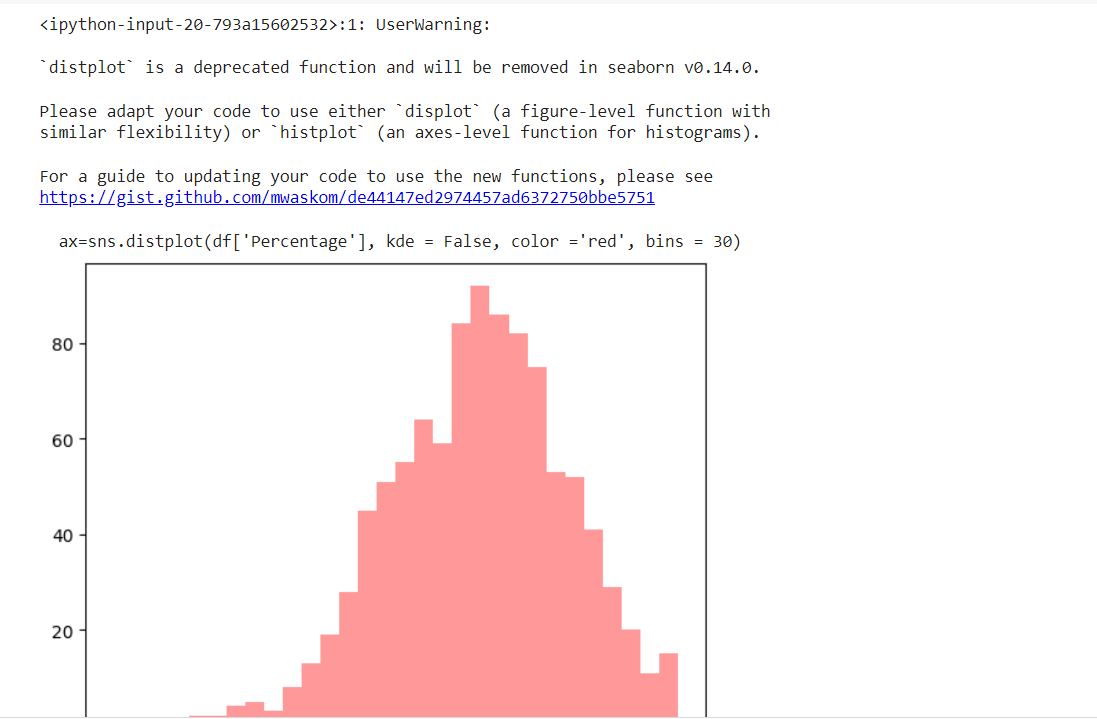 <ipython-input-20-793a15602532>:1: UserWarning:
`distplot` is a deprecated function and will be removed in seaborn v0.14.0.
Please adapt your code to use either `displot` (a figure-level function with
similar flexibility) or `histplot` (an axes-level function for histograms).
For a guide to updating your code to use the new functions, please see
https://gist.github.com/mwaskom/de44147ed2974457ad6372750bbe5751
ax=sns.distplot(df['Percentage'], kde = False, color ='red', bins = 30)
80
60
40
20